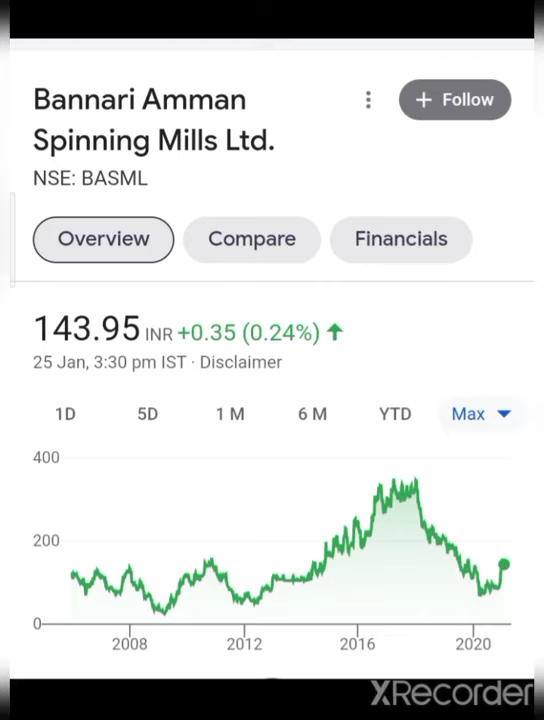 Bannari Amman
Spinning Mills Ltd.
+ Follow
NSE: BASML
Overview
Compare
Financials
143.95 INR +0.35 (0.24%) ↑
25 Jan, 3:30 pm IST · Disclaimer
1D 5D 1 M 6 M YTD Max
400
200
0
2008 2012 2016 2020
XRecorder